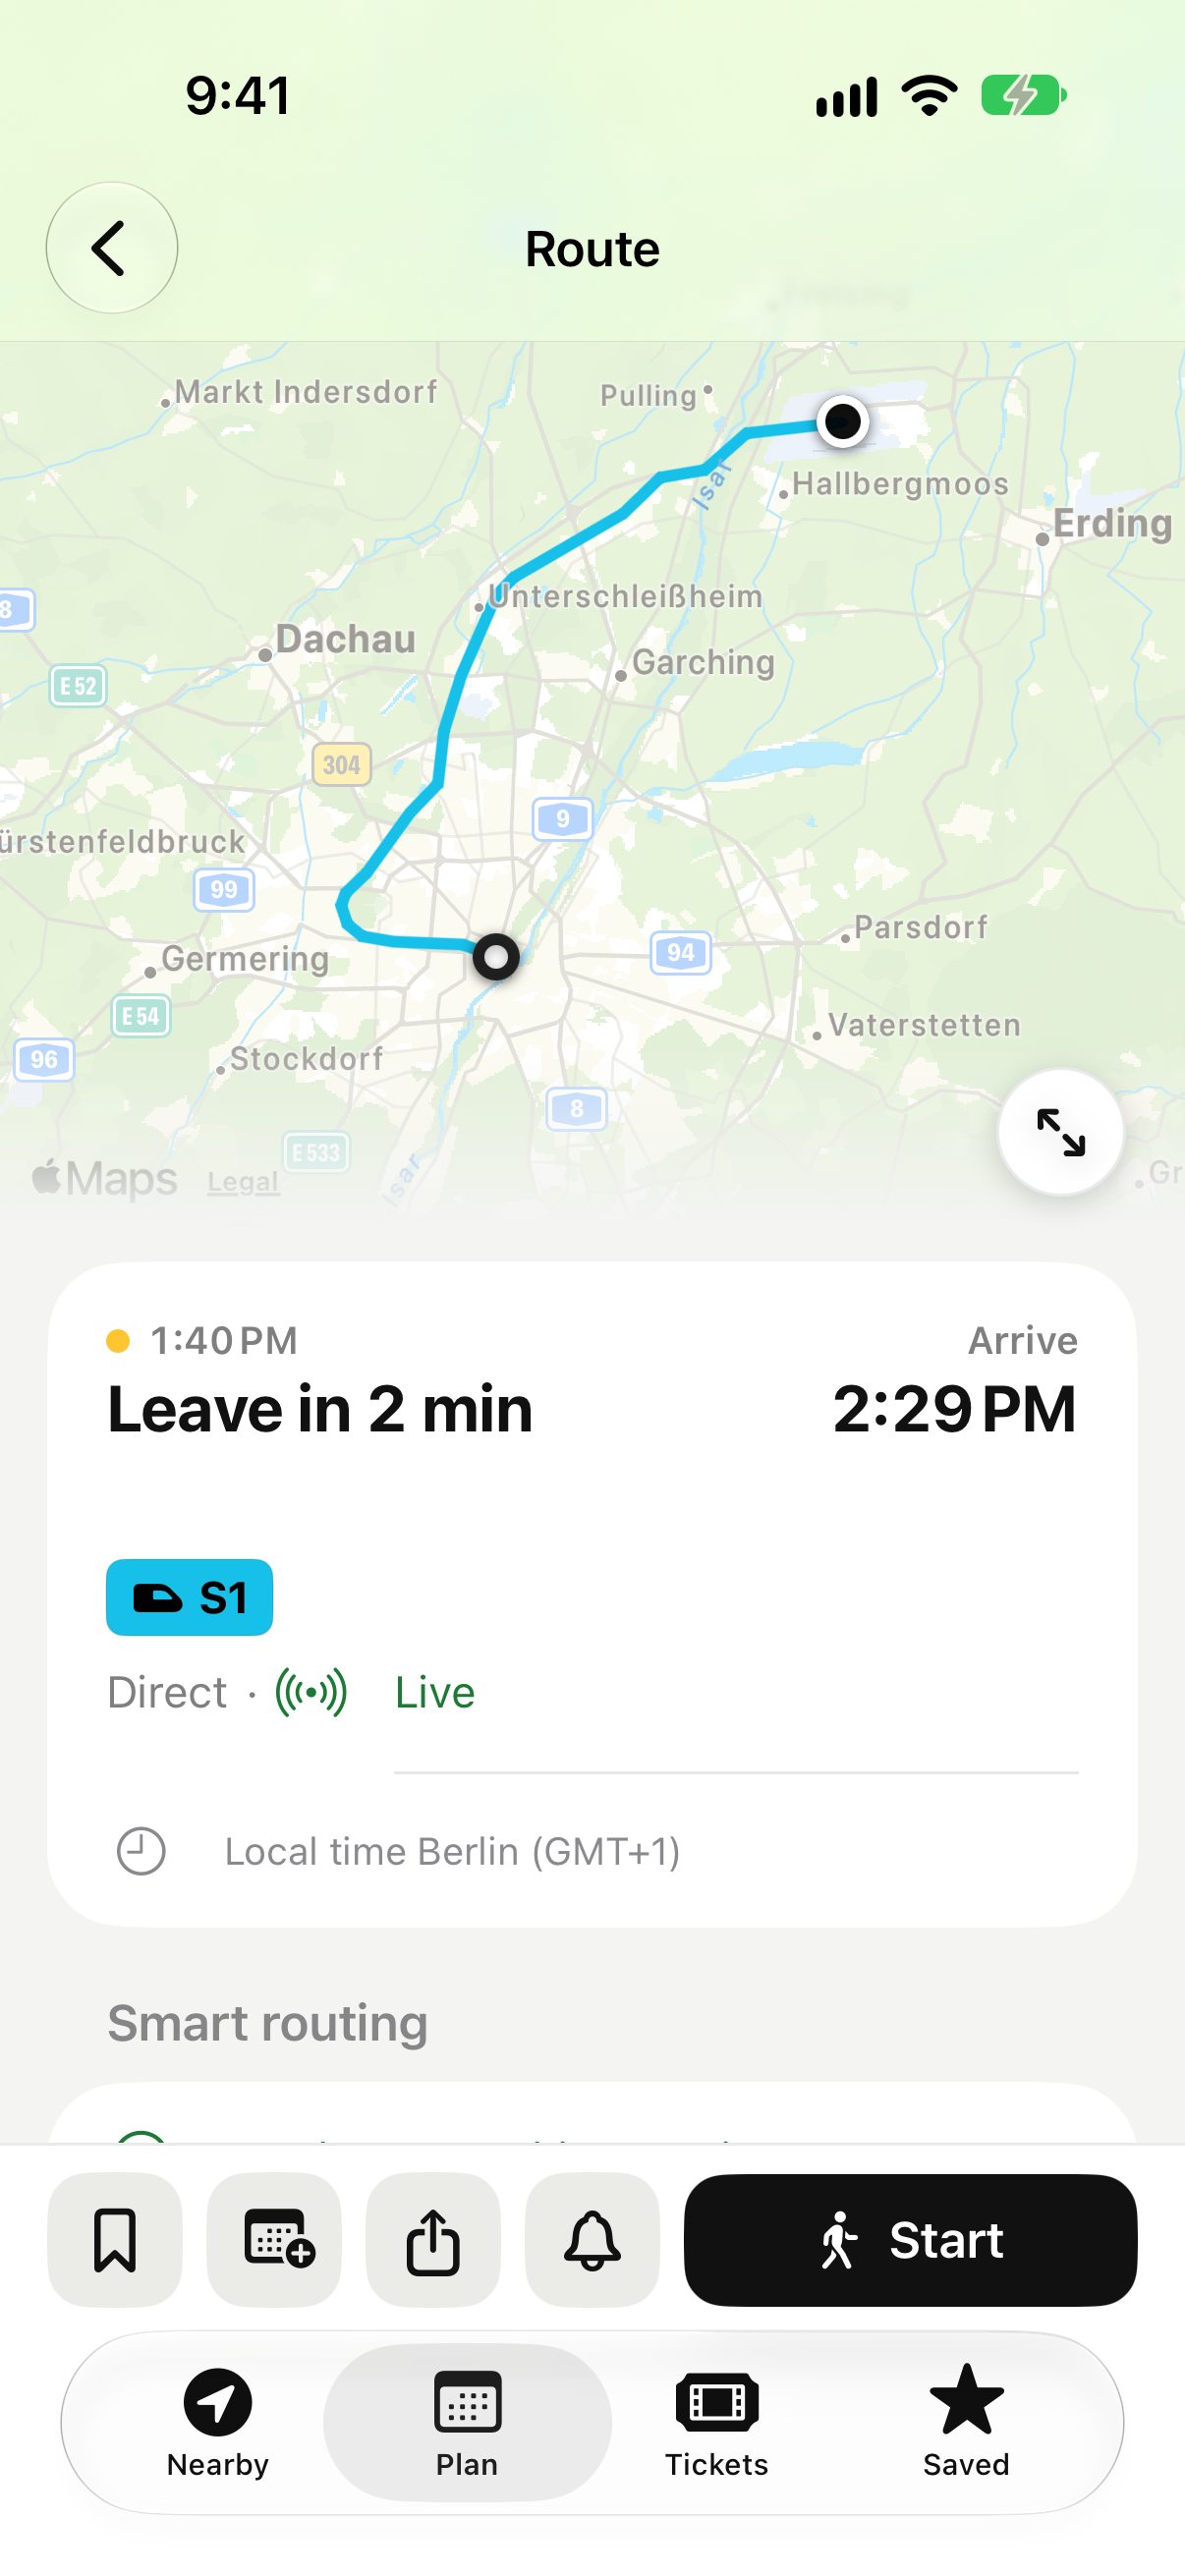 9:41
Route
Markt Indersdorf
Pulling
Isar
Hallbergmoos
Erding
8
Unterschleißheim
Dachau
Garching
E 52
304
9
ürstenfeldbruck
99
Parsdorf
94
Germering
E 54
Vaterstetten
96
Stockdorf
8
E 533
Maps
Legal
Isar
Gr
1:40 PM
Arrive
Leave in 2 min
2:29 PM
S1
Direct · Live
Local time Berlin (GMT+1)
Smart routing
Start
Nearby
Plan
Tickets
Saved